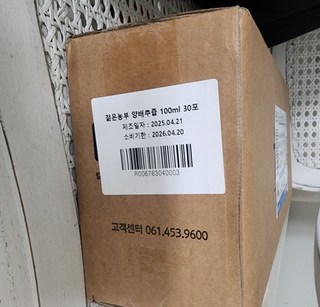 젊은농부 양배추즙 100ml 30포
제조일자 : 2025.04.21
소비기한 : 2026.04.20
R006763040003
고객센터 061.453.9600